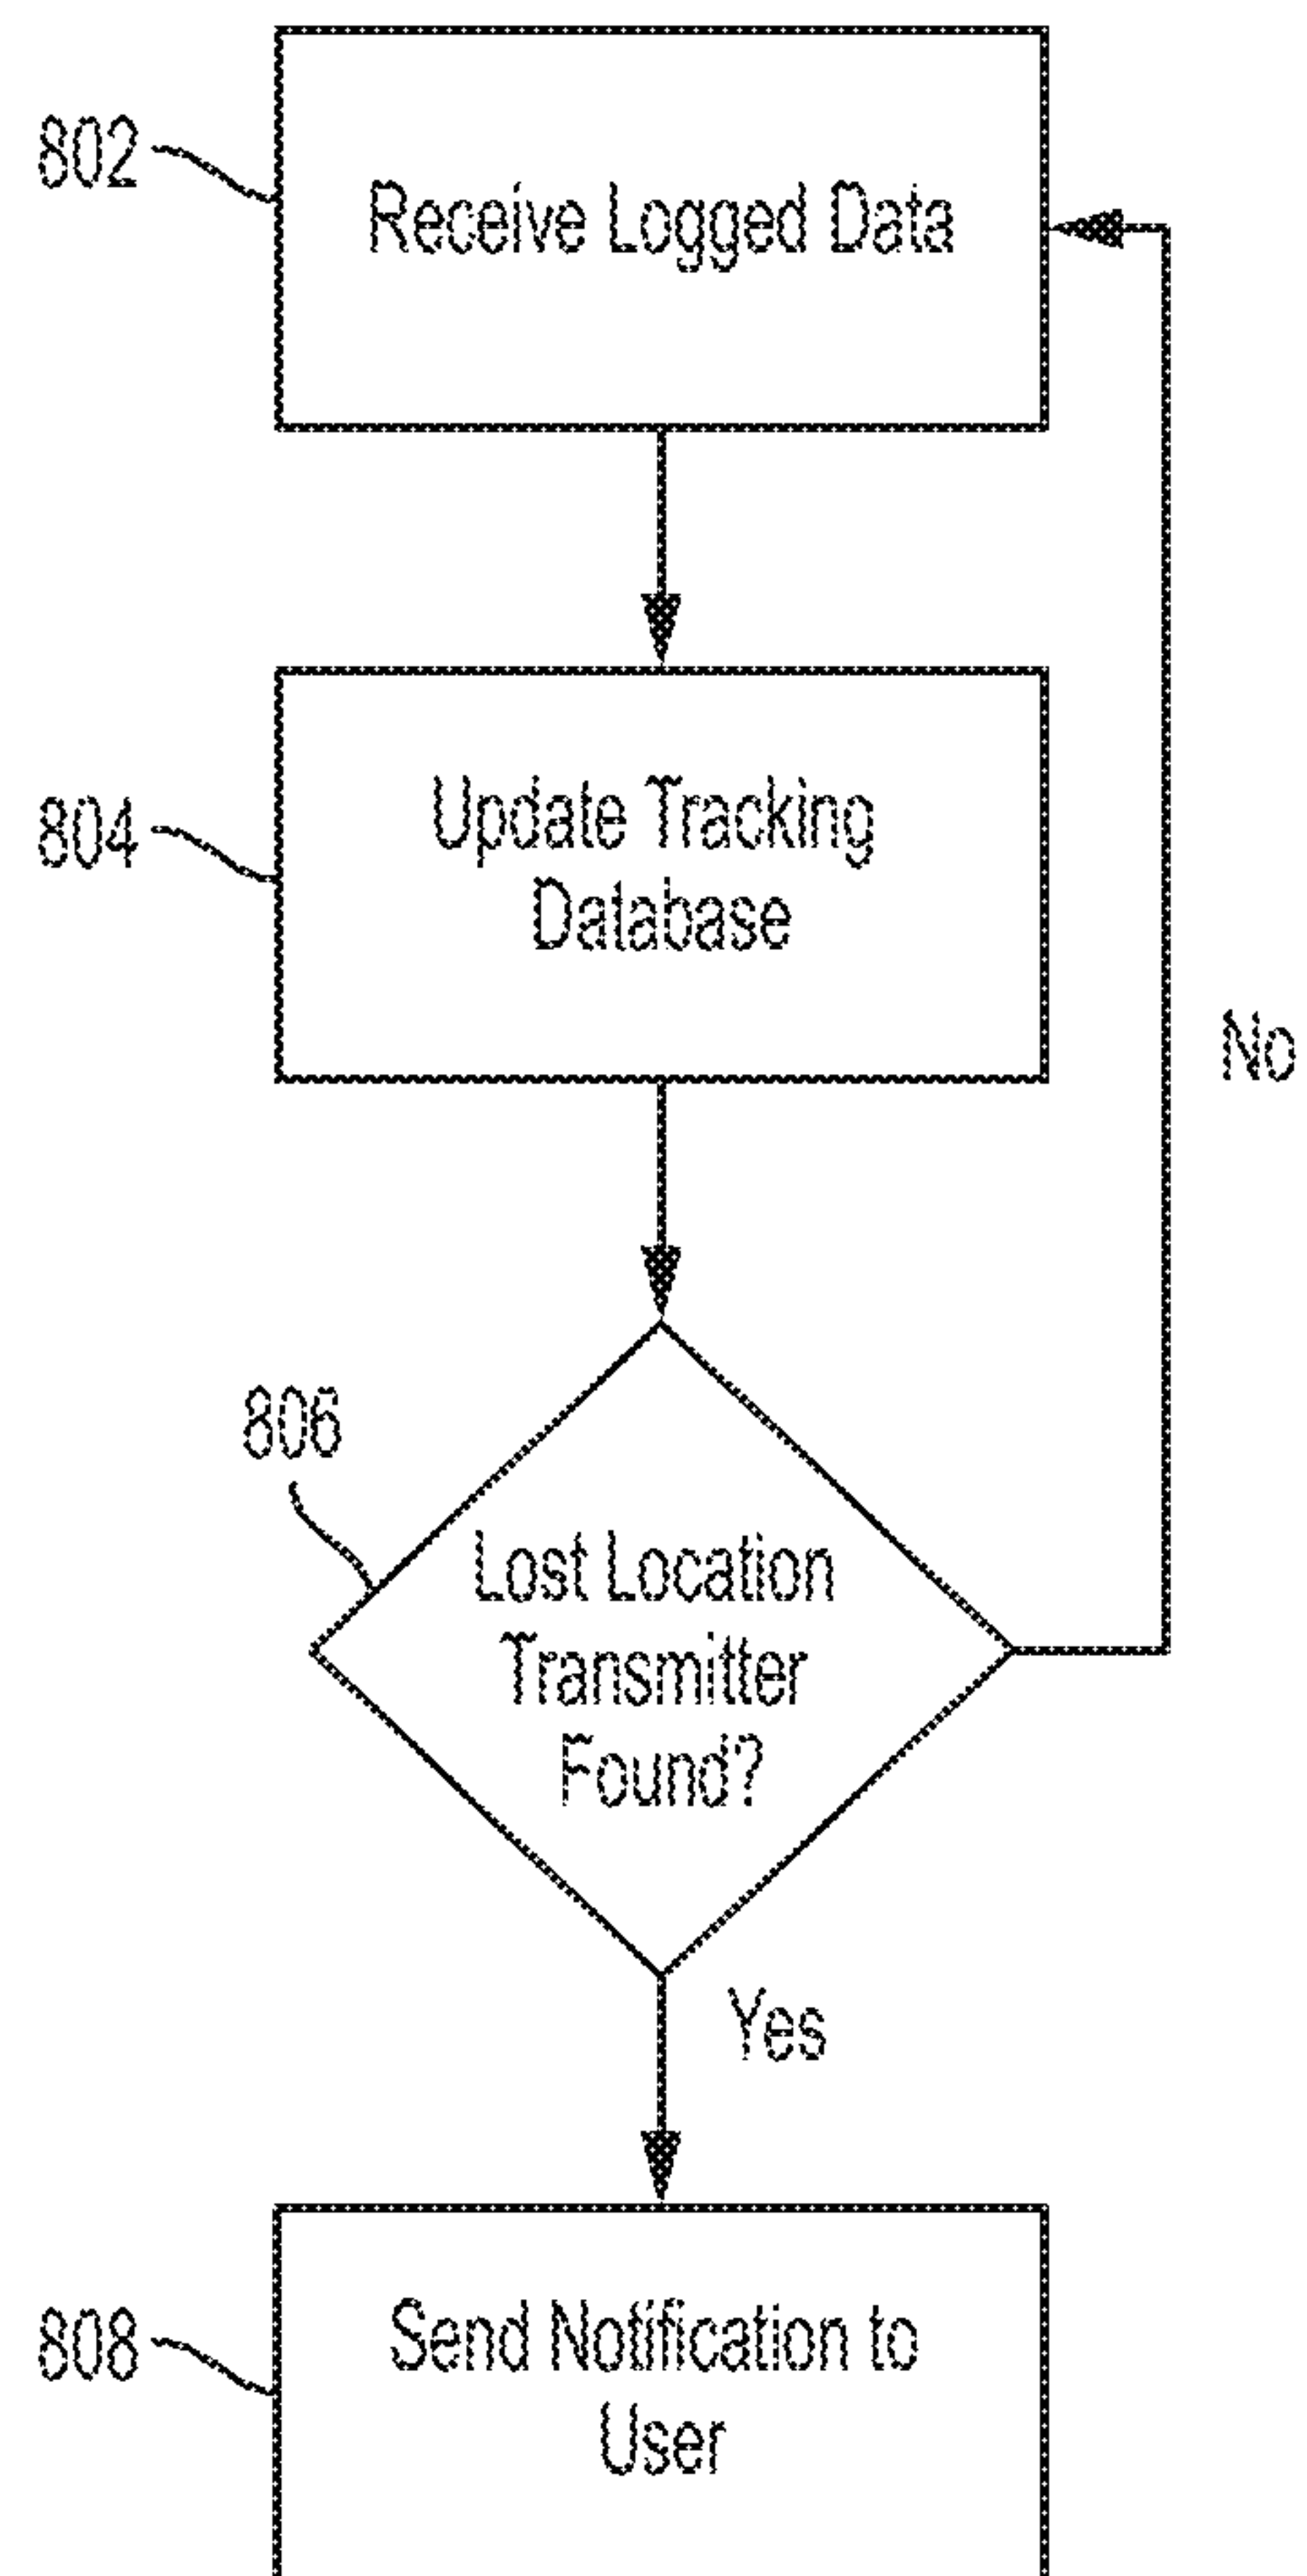 802
Receive Logged Data
804
Update Tracking
Database
No
806
Lost Location
Transmitter
Found?
Yes
808
Send Notification to
User